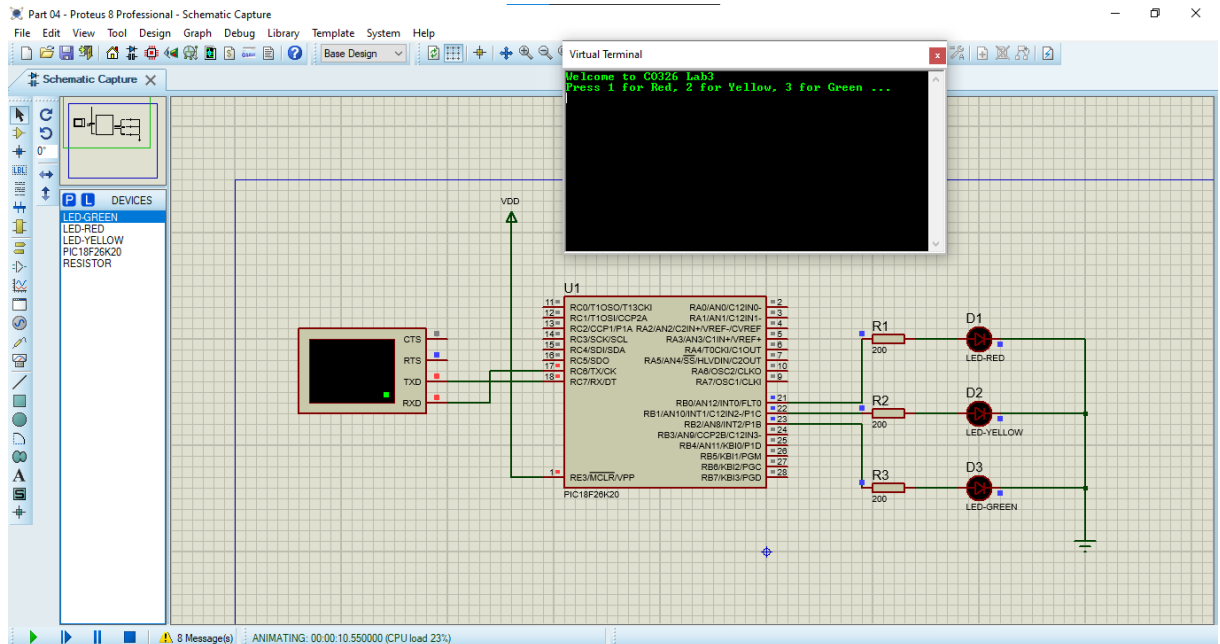 Part 04 - Proteus 8 Professional - Schematic Capture
File Edit View Tool Design Graph Debug Library Template System Help
Base Design
Schematic Capture
Virtual Terminal
Welcome to CO326 Lab3
Press 1 for Red, 2 for Yellow, 3 for Green ...
0°
LBL
P L DEVICES
LED-GREEN
LED-RED
LED-YELLOW
PIC18F26K20
RESISTOR
A
S
VDD
CTS
RTS
TXD
RXD
U1
11 RC0/T1OSO/T13CKI RA0/AN0/C12IN0- 2
12 RC1/T1OSI/CCP2A RA1/AN1/C12IN1- 3
13 RC2/CCP1/P1A RA2/AN2/C2IN+/VREF-/CVREF 4
14 RC3/SCK/SCL RA3/AN3/C1IN+/VREF+ 5
15 RC4/SDI/SDA RA4/T0CKI/C1OUT 6
16 RC5/SDO RA5/AN4/SS/HLVDIN/C2OUT 7
17 RC6/TX/CK RA6/OSC2/CLKO 10
18 RC7/RX/DT RA7/OSC1/CLKI 9
RB0/AN12/INT0/FLT0 21
RB1/AN10/INT1/C12IN2-/P1C 22
RB2/AN8/INT2/P1B 23
RB3/AN9/CCP2B/C12IN3- 24
RB4/AN11/KBI0/P1D 25
RB5/KBI1/PGM 26
RB6/KBI2/PGC 27
1 RE3/MCLR/VPP RB7/KBI3/PGD 28
PIC18F26K20
R1
200
D1
LED-RED
R2
200
D2
LED-YELLOW
R3
200
D3
LED-GREEN
8 Message(s) ANIMATING: 00:00:10.550000 (CPU load 23%)